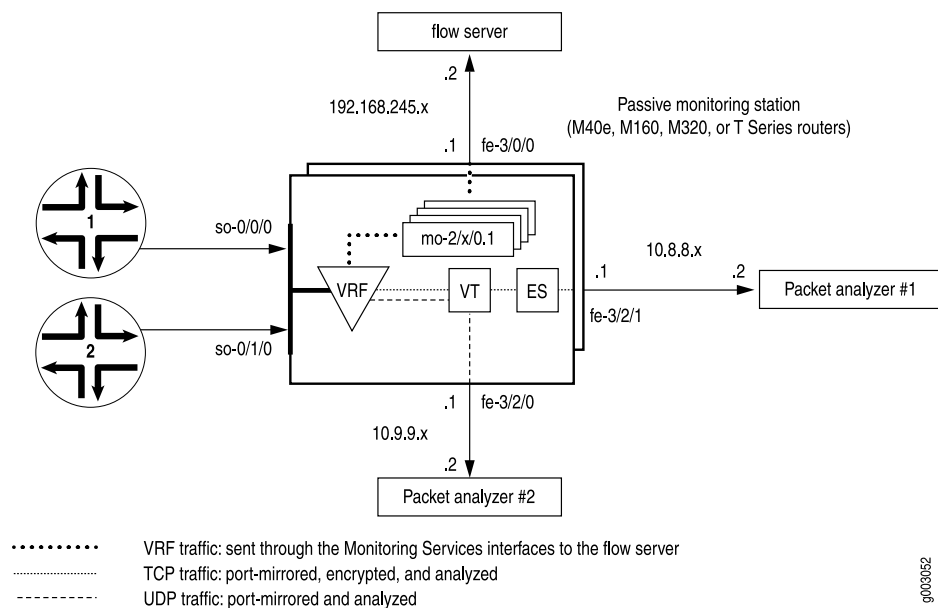 flow server
.2
192.168.245.x
Passive monitoring station
(M40e, M160, M320, or T Series routers)
.1
fe-3/0/0
1
so-0/0/0
mo-2/x/0.1
10.8.8.x
.1
.2
VRF
VT
ES
Packet analyzer #1
fe-3/2/1
2
so-0/1/0
.1
fe-3/2/0
10.9.9.x
.2
Packet analyzer #2
VRF traffic: sent through the Monitoring Services interfaces to the flow server
TCP traffic: port-mirrored, encrypted, and analyzed
UDP traffic: port-mirrored and analyzed
g003052